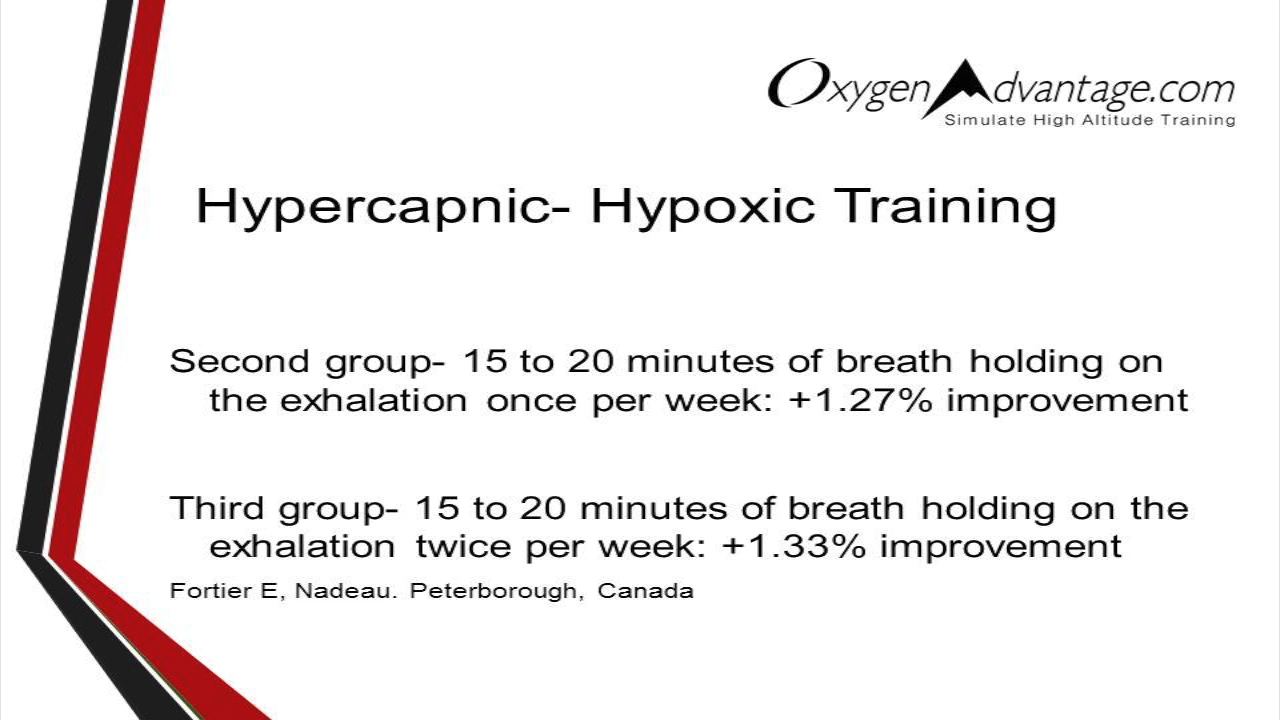 OxygenAdvantage.com
Simulate High Altitude Training
Hypercapnic- Hypoxic Training
Second group- 15 to 20 minutes of breath holding on
the exhalation once per week: +1.27% improvement
Third group- 15 to 20 minutes of breath holding on the
exhalation twice per week: +1.33% improvement
Fortier E, Nadeau. Peterborough, Canada